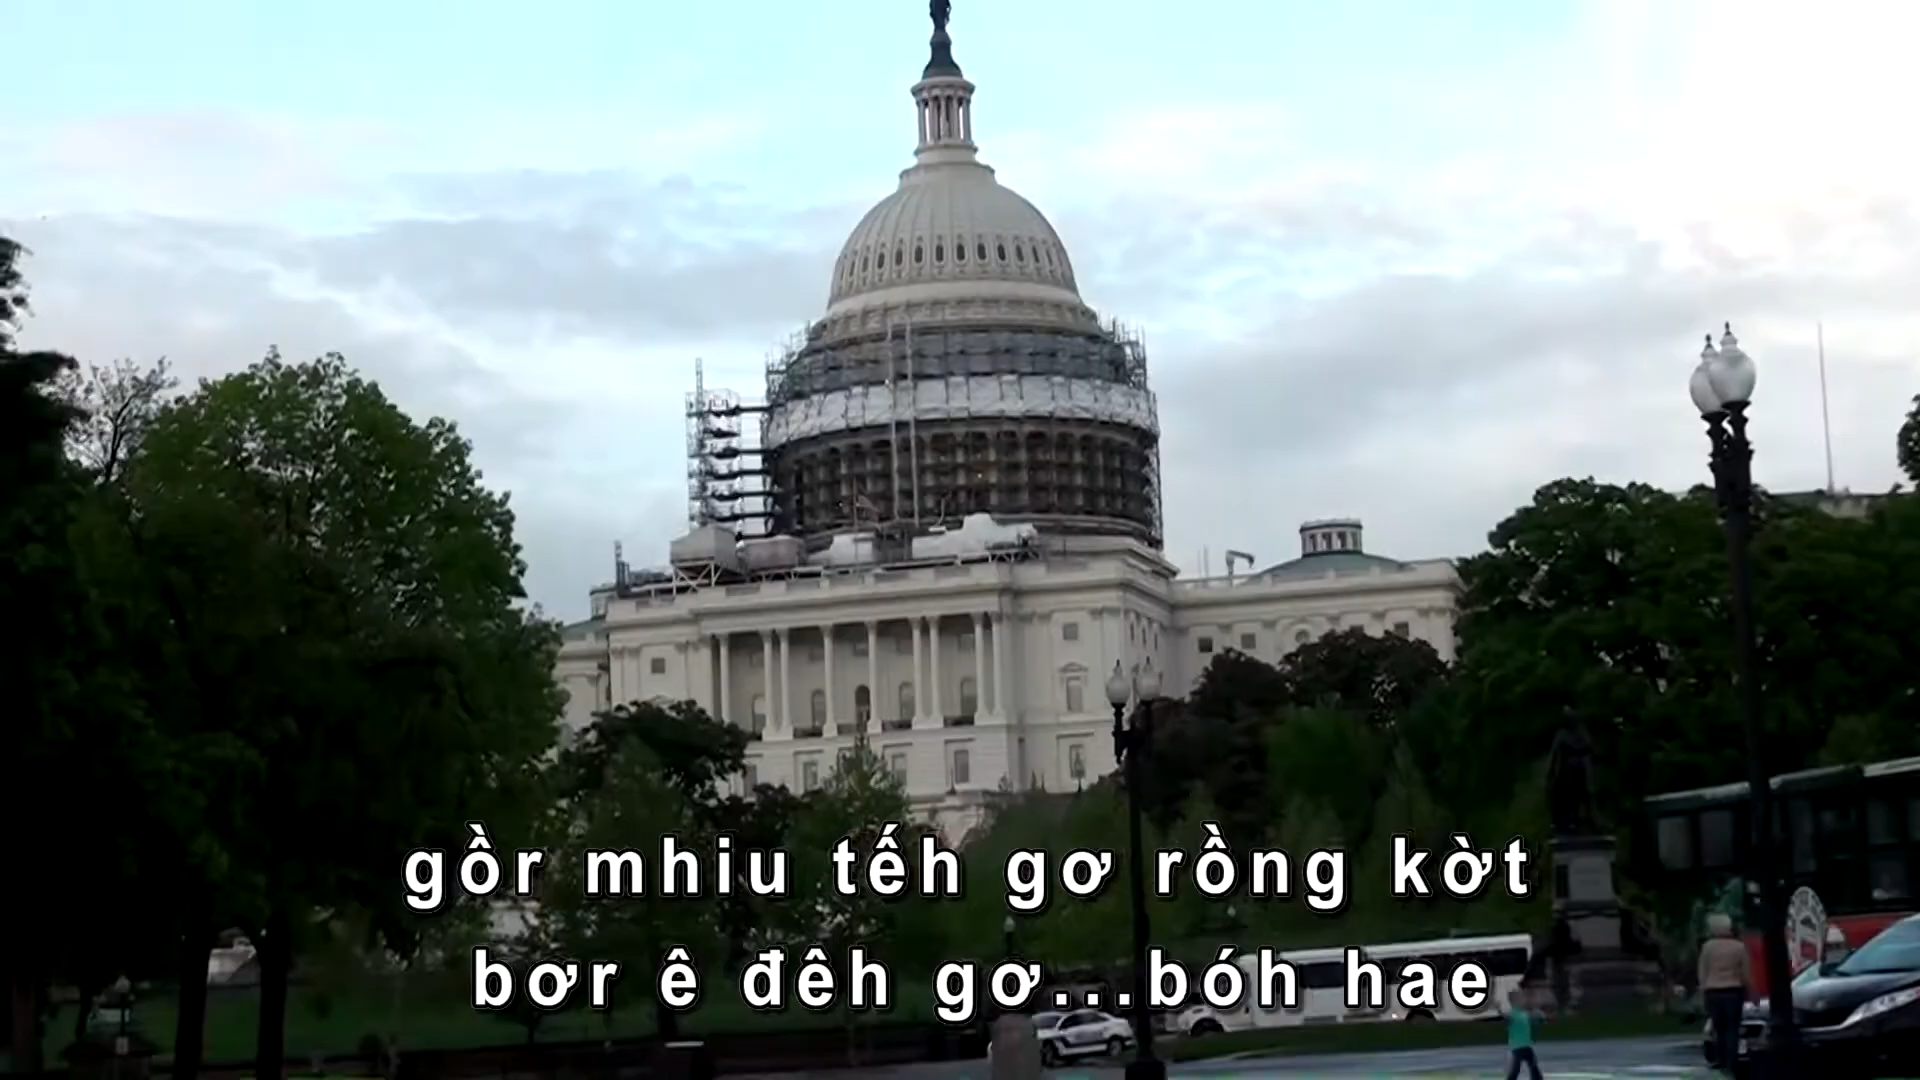 gồr mhiu tếh gơ rồng kờt
bơr ê đêh gơ...bóh hae